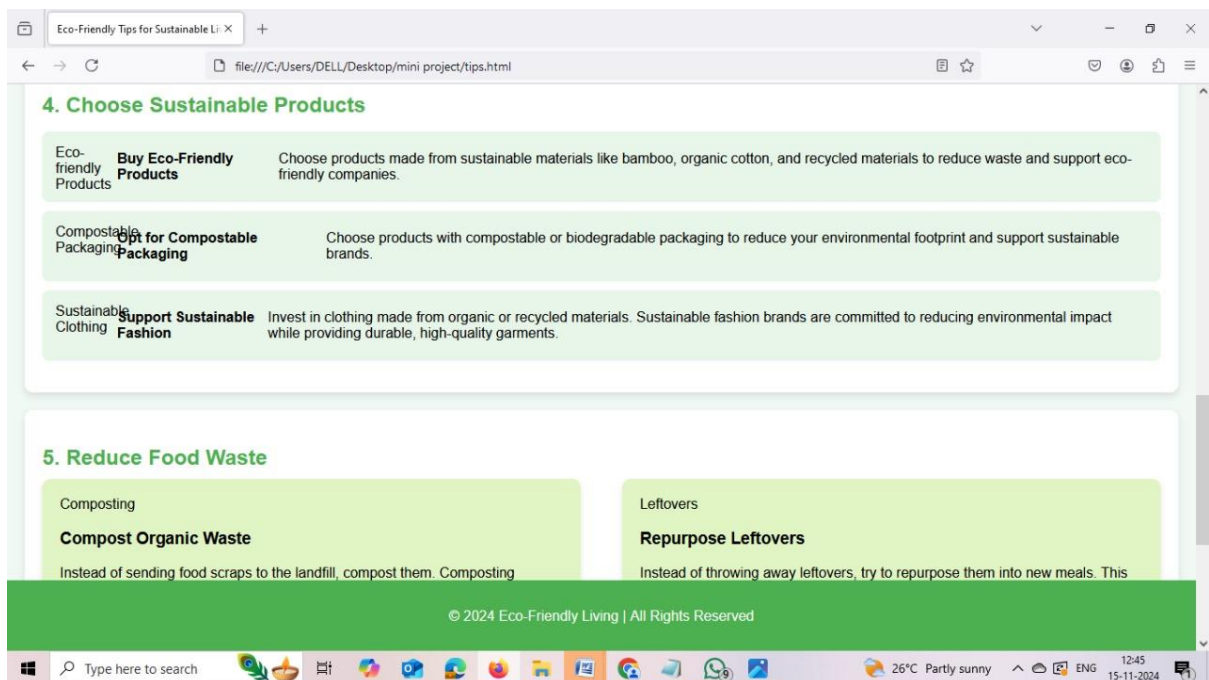 Eco-Friendly Tips for Sustainable Li
file:///C:/Users/DELL/Desktop/mini project/tips.html
4. Choose Sustainable Products
Eco-
friendly
Products
Buy Eco-Friendly
Products
Choose products made from sustainable materials like bamboo, organic cotton, and recycled materials to reduce waste and support eco-
friendly companies.
Compostable
Packaging
Opt for Compostable
Packaging
Choose products with compostable or biodegradable packaging to reduce your environmental footprint and support sustainable
brands.
Sustainable
Clothing
Support Sustainable
Fashion
Invest in clothing made from organic or recycled materials. Sustainable fashion brands are committed to reducing environmental impact
while providing durable, high-quality garments.
5. Reduce Food Waste
Composting
Compost Organic Waste
Instead of sending food scraps to the landfill, compost them. Composting
Leftovers
Repurpose Leftovers
Instead of throwing away leftovers, try to repurpose them into new meals. This
© 2024 Eco-Friendly Living | All Rights Reserved
Type here to search
26°C Partly sunny
ENG
12:45
15-11-2024